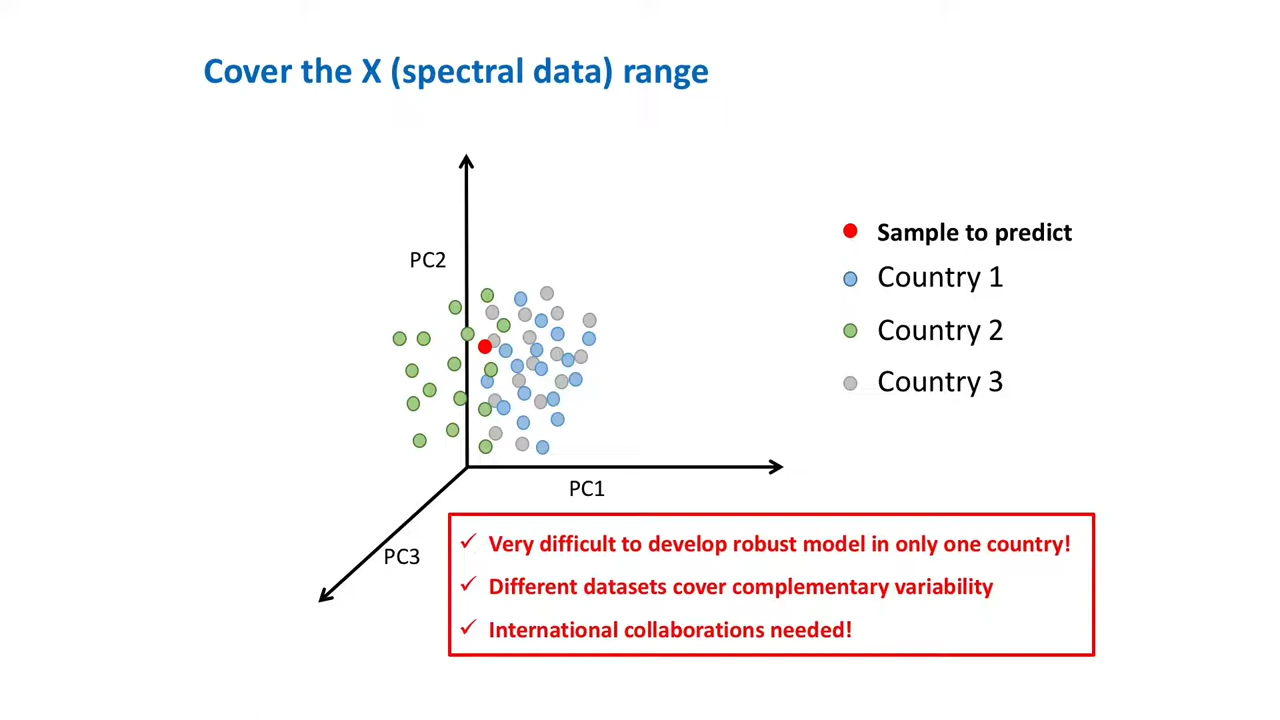 Cover the X (spectral data) range
PC2
Sample to predict
Country 1
Country 2
Country 3
PC1
PC3
✓ Very difficult to develop robust model in only one country!
✓ Different datasets cover complementary variability
✓ International collaborations needed!